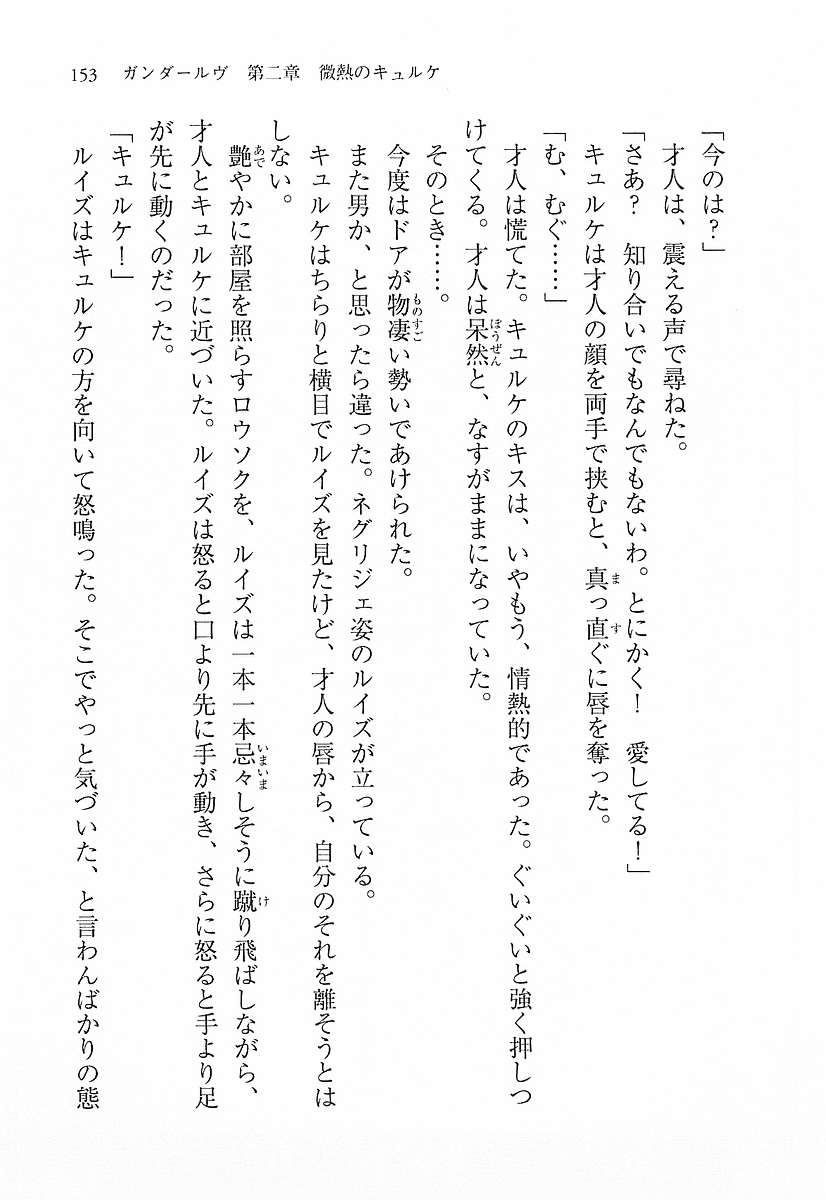 153 ガンダールヴ 第二章 微熱のキュルケ
「今のは?」
才人は、震える声で尋ねた。
「さあ? 知り合いでもなんでもないわ。とにかく! 愛してる!」
キュルケは才人の顔を両手で挟むと、真っ直ぐに唇を奪った。
「む、むぐ……」
才人は慌てた。キュルケのキスは、いやもう、情熱的であった。ぐいぐいと強く押しつ
けてくる。才人は呆然と、なすがままになっていた。
そのとき……。
今度はドアが物凄い勢いであけられた。
また男か、と思ったら違った。ネグリジェ姿のルイズが立っている。
キュルケはちらりと横目でルイズを見たけど、才人の唇から、自分のそれを離そうとは
しない。
艶やかに部屋を照らすロウソクを、ルイズは一本一本忌々しそうに蹴り飛ばしながら、
才人とキュルケに近づいた。ルイズは怒ると口より先に手が動き、さらに怒ると手より足
が先に動くのだった。
「キュルケ!」
ルイズはキュルケの方を向いて怒鳴った。そこでやっと気づいた、と言わんばかりの態